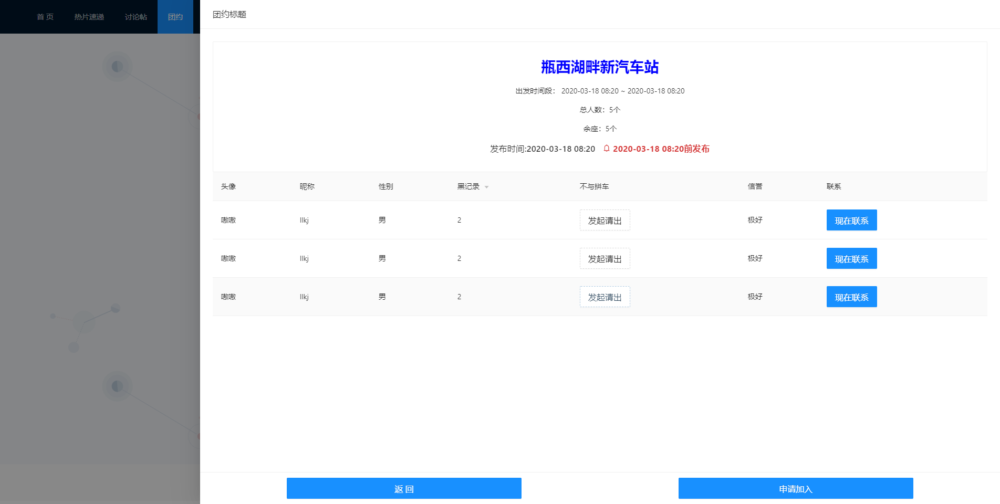 首 页 热片速递 讨论帖 团约
团约标题
瓶西湖畔新汽车站
出发时间段： 2020-03-18 08:20 ~ 2020-03-18 08:20
总人数：5个
余座：5个
发布时间:2020-03-18 08:20 2020-03-18 08:20前发布
头像 昵称 性别 黑记录 不与拼车 信誉 联系
嗷嗷 llkj 男 2 发起请出 极好 现在联系
嗷嗷 llkj 男 2 发起请出 极好 现在联系
嗷嗷 llkj 男 2 发起请出 极好 现在联系
返 回 申请加入